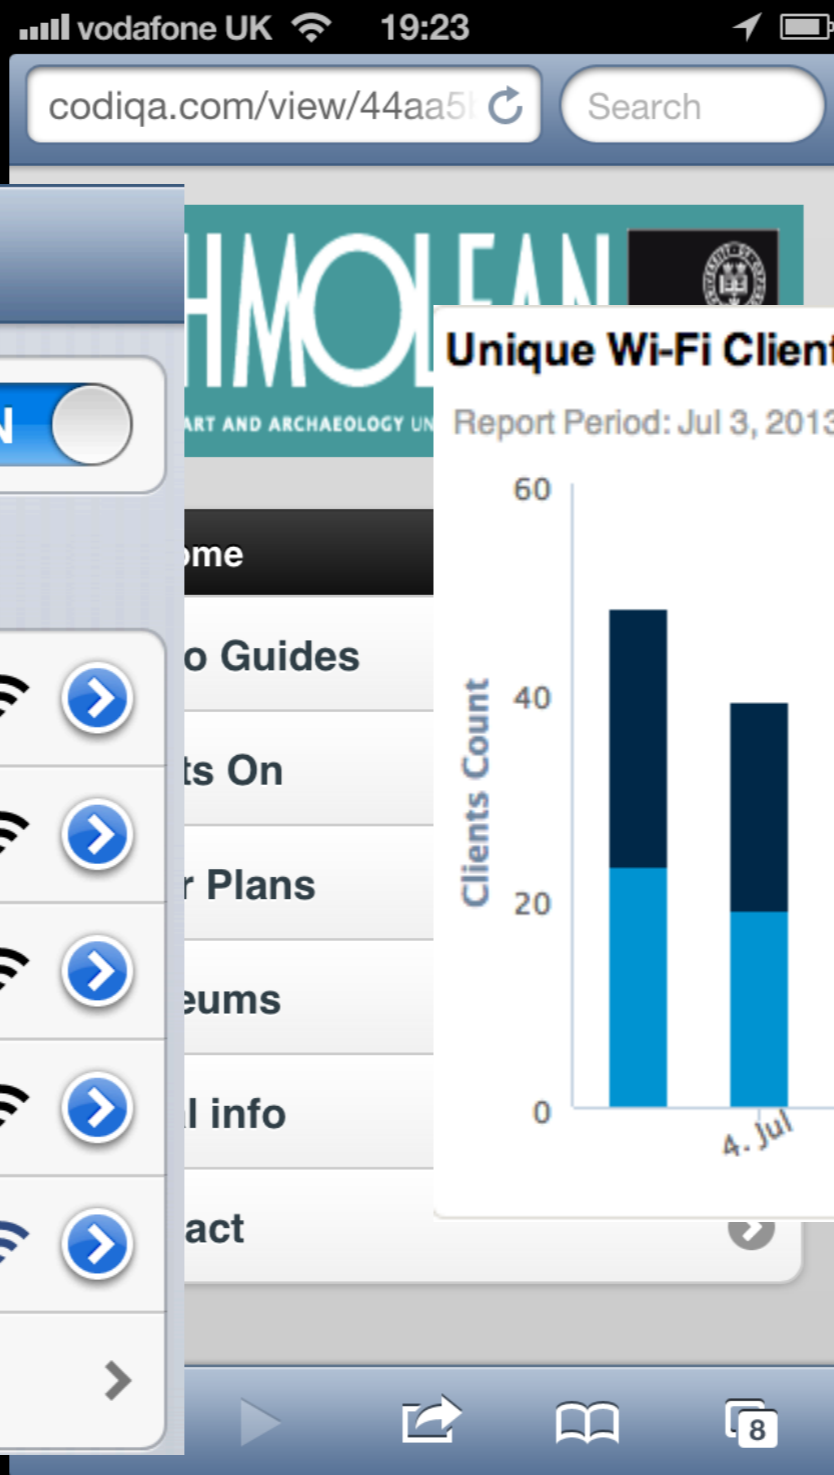 vodafone UK 19:23
codiqa.com/view/44aa5
Search
HMOLEAN
ART AND ARCHAEOLOGY UN
N
Unique Wi-Fi Client
Report Period: Jul 3, 2013
ome
o Guides
ts On
r Plans
eums
l info
act
Clients Count
60
40
20
0
4. Jul
8